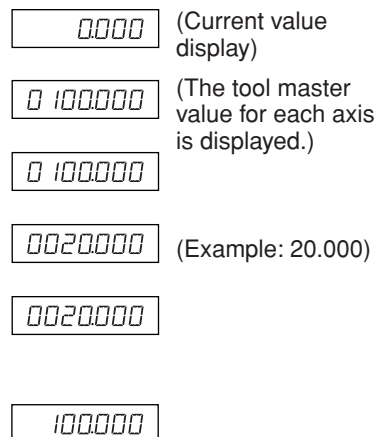 0.000
(Current value
display)
0 100.000
(The tool master
value for each axis
is displayed.)
0 100.000
0020.000
(Example: 20.000)
0020.000
100.000